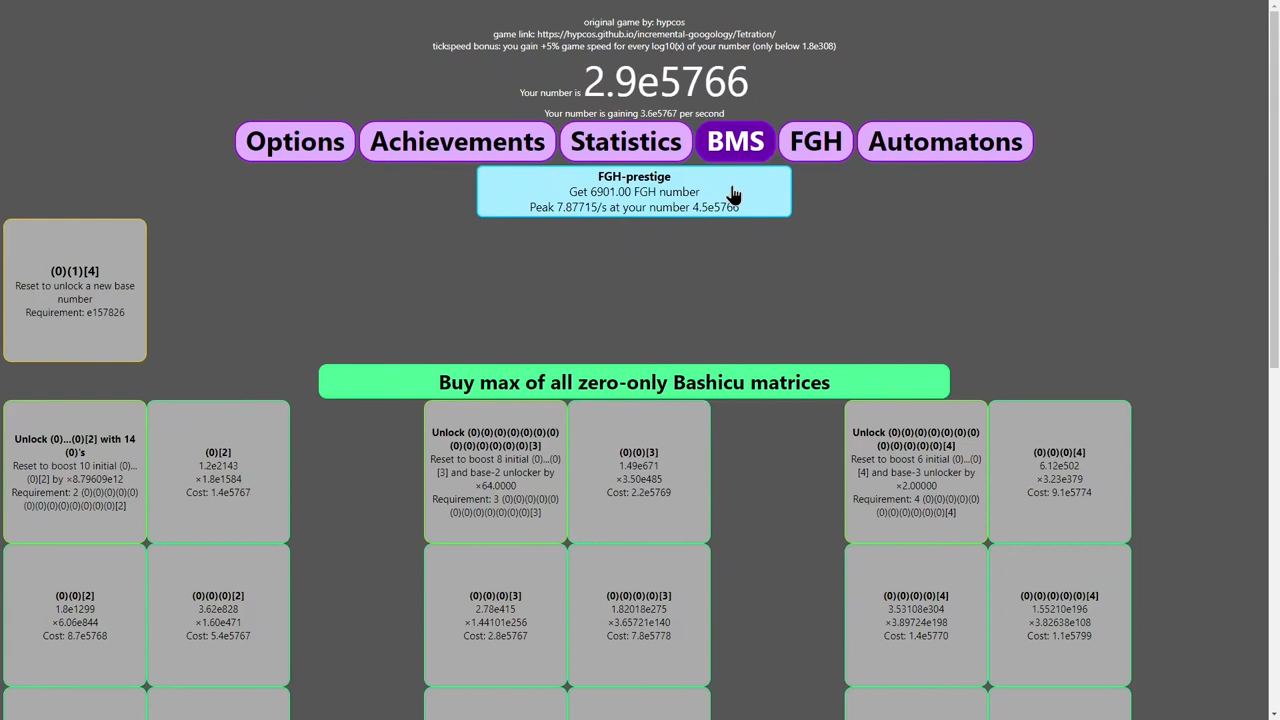 original game by: hypcos
game link: https://hypcos.github.io/incremental-googology/Tetration/
tickspeed bonus: you gain +5% game speed for every log10(x) of your number (only below 1.8e308)
Your number is 2.9e5766
Your number is gaining 3.6e5767 per second
Options Achievements Statistics BMS FGH Automatons
FGH-prestige
Get 6901.00 FGH number
Peak 7.87715/s at your number 4.5e5766
(0)(1)[4]
Reset to unlock a new base
number
Requirement: e157826
Buy max of all zero-only Bashicu matrices
Unlock (0)...(0)[2] with 14
(0)'s
Reset to boost 10 initial (0)...
(0)[2] by ×8.79609e12
Requirement: 2 (0)(0)(0)(0)
(0)(0)(0)(0)(0)(0)(0)[2]
(0)[2]
1.2e2143
×1.8e1584
Cost: 1.4e5767
Unlock (0)(0)(0)(0)(0)(0)(0)
(0)(0)(0)(0)(0)(0)[3]
Reset to boost 8 initial (0)...(0)
[3] and base-2 unlocker by
×64.0000
Requirement: 3 (0)(0)(0)(0)
(0)(0)(0)(0)(0)(0)(0)[3]
(0)(0)[3]
1.49e671
×3.50e485
Cost: 2.2e5769
Unlock (0)(0)(0)(0)(0)(0)(0)
(0)(0)(0)(0)(0)[4]
Reset to boost 6 initial (0)...(0)
[4] and base-3 unlocker by
×2.00000
Requirement: 4 (0)(0)(0)(0)
(0)(0)(0)(0)(0)(0)[4]
(0)(0)(0)[4]
6.12e502
×3.23e379
Cost: 9.1e5774
(0)(0)[2]
1.8e1299
×6.06e844
Cost: 8.7e5768
(0)(0)(0)[2]
3.62e828
×1.60e471
Cost: 5.4e5767
(0)(0)(0)[3]
2.78e415
×1.44101e256
Cost: 2.8e5767
(0)(0)(0)(0)[3]
1.82018e275
×3.65721e140
Cost: 7.8e5778
(0)(0)(0)(0)[4]
3.53108e304
×3.89724e198
Cost: 1.4e5770
(0)(0)(0)(0)(0)[4]
1.55210e196
×3.82638e108
Cost: 1.1e5799